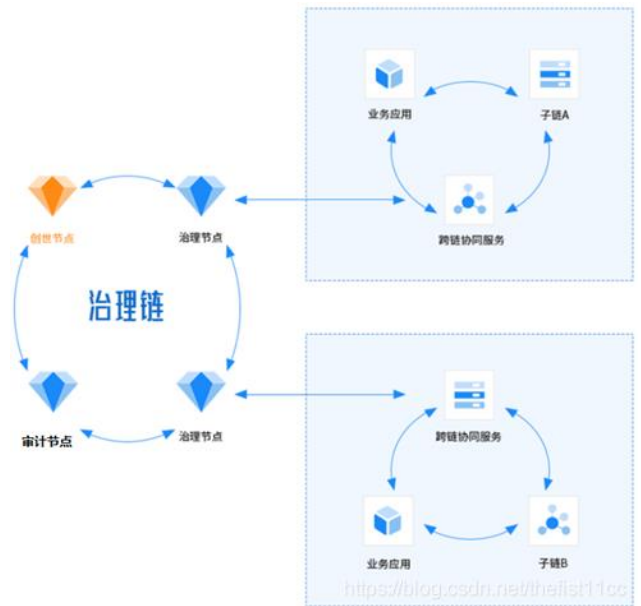 业务应用
子链A
跨链协同服务
创世节点
治理节点
治理链
审计节点
治理节点
跨链协同服务
业务应用
子链B
https://blog.csdn.net/thefist11cc